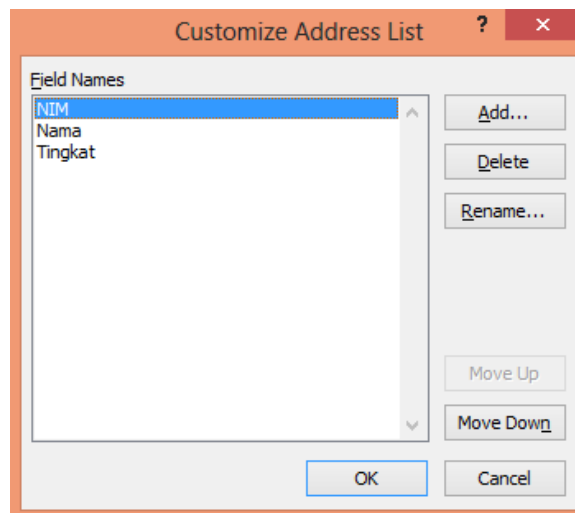 Customize Address List
?
×
Field Names
NIM
Nama
Tingkat
Add...
Delete
Rename...
Move Up
Move Down
OK
Cancel